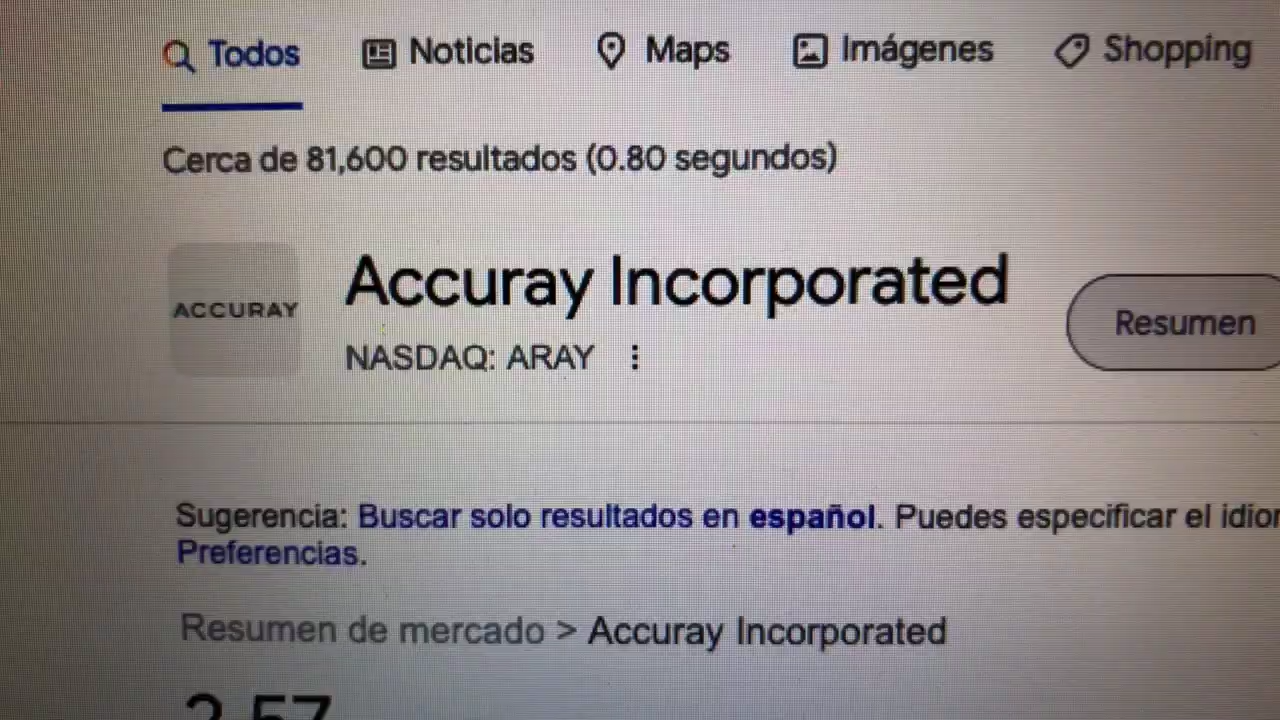 Todos Noticias Maps Imágenes Shopping
Cerca de 81,600 resultados (0.80 segundos)
ACCURAY
Accuray Incorporated
Resumen
NASDAQ: ARAY
Sugerencia: Buscar solo resultados en español. Puedes especificar el idior
Preferencias.
Resumen de mercado > Accuray Incorporated